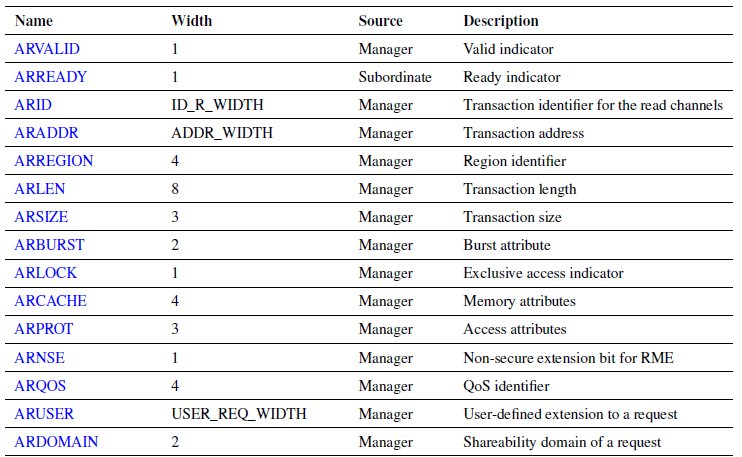 Name Width Source Description
ARVALID 1 Manager Valid indicator
ARREADY 1 Subordinate Ready indicator
ARID ID_R_WIDTH Manager Transaction identifier for the read channels
ARADDR ADDR_WIDTH Manager Transaction address
ARREGION 4 Manager Region identifier
ARLEN 8 Manager Transaction length
ARSIZE 3 Manager Transaction size
ARBURST 2 Manager Burst attribute
ARLOCK 1 Manager Exclusive access indicator
ARCACHE 4 Manager Memory attributes
ARPROT 3 Manager Access attributes
ARNSE 1 Manager Non-secure extension bit for RME
ARQOS 4 Manager QoS identifier
ARUSER USER_REQ_WIDTH Manager User-defined extension to a request
ARDOMAIN 2 Manager Shareability domain of a request